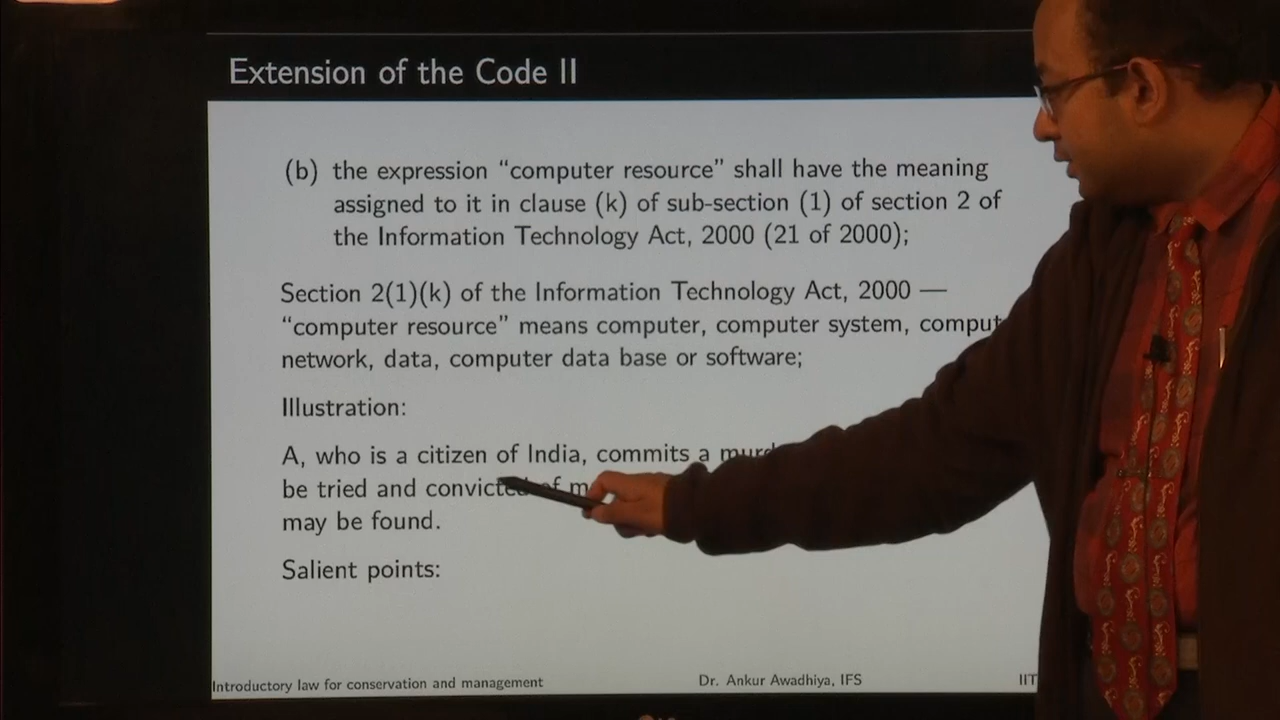 Extension of the Code II
(b) the expression “computer resource” shall have the meaning
assigned to it in clause (k) of sub-section (1) of section 2 of
the Information Technology Act, 2000 (21 of 2000);
Section 2(1)(k) of the Information Technology Act, 2000 —
“computer resource” means computer, computer system,
network, data, computer data base or software;
Illustration:
A, who is a citizen of India, commits a
be tried and convicted of
may be found.
Salient points:
Introductory law for conservation and management
Dr. Ankur Awadhiya, IFS
IIT